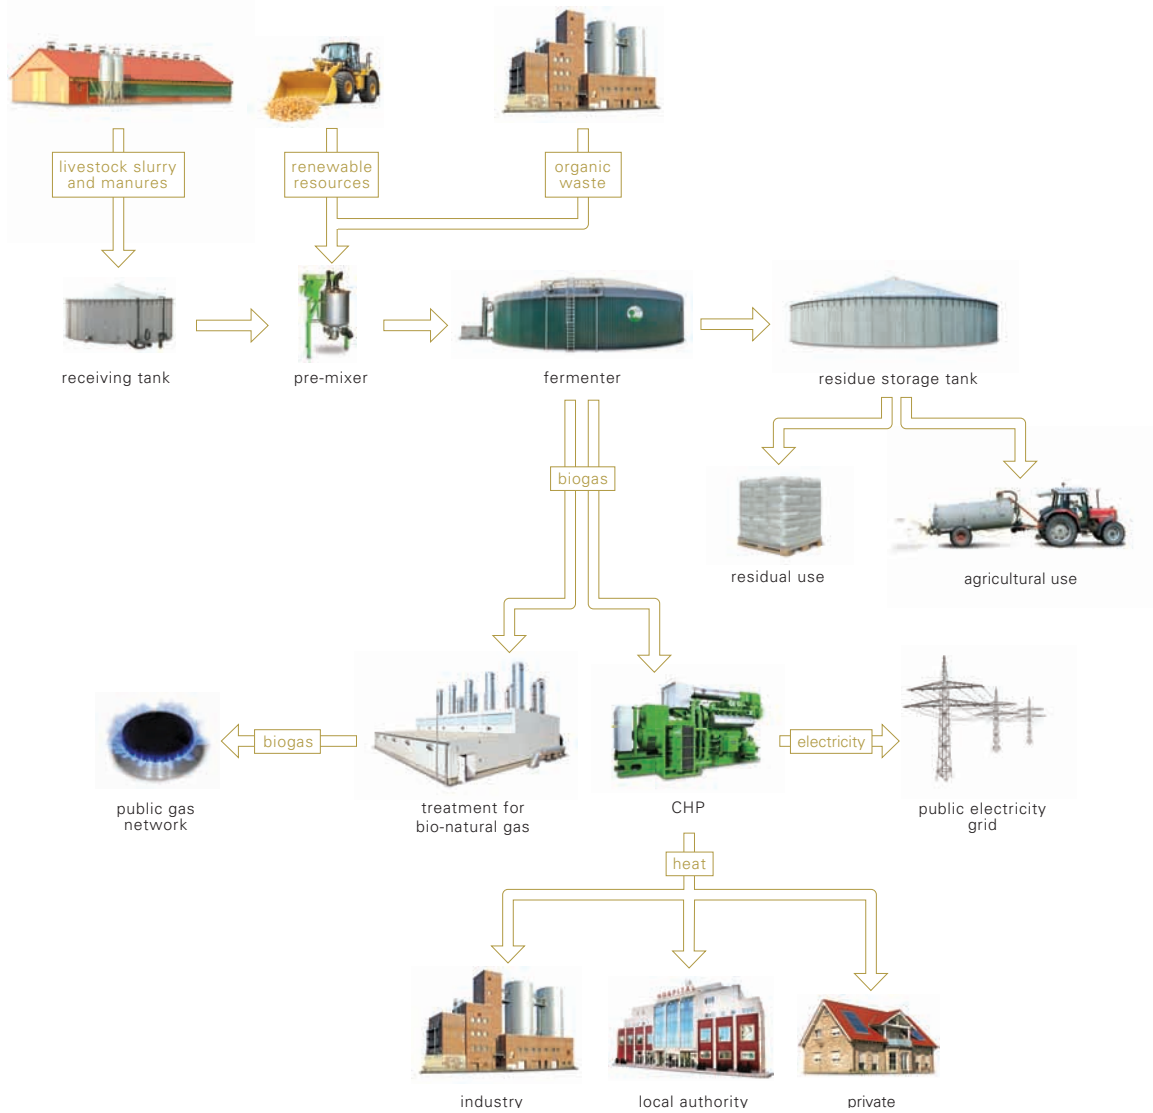 livestock slurry
and manures
renewable
resources
organic
waste
receiving tank
pre-mixer
fermenter
residue storage tank
biogas
residual use
agricultural use
biogas
electricity
public gas
network
treatment for
bio-natural gas
CHP
public electricity
grid
heat
HOSPITAL
industry
local authority
private